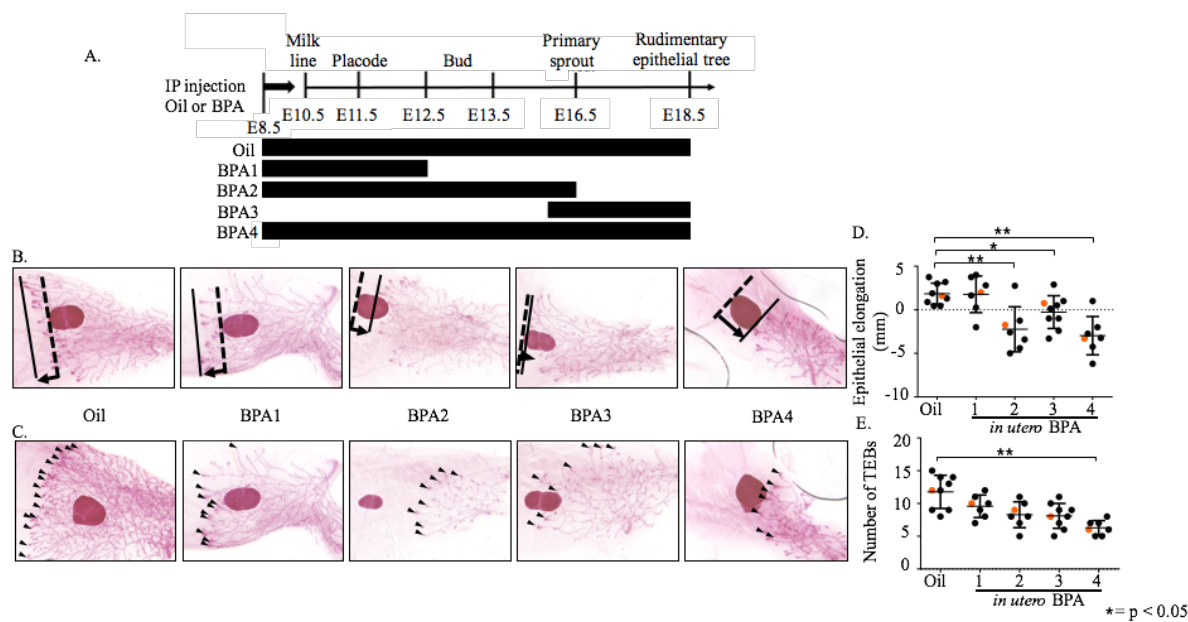 A.
Milk line
Placode
Bud
Primary sprout
Rudimentary epithelial tree
IP injection
Oil or BPA
E8.5
E10.5
E11.5
E12.5
E13.5
E16.5
E18.5
Oil
BPA1
BPA2
BPA3
BPA4
B.
Oil
BPA1
BPA2
BPA3
BPA4
C.
D.
**
*
**
Epithelial elongation
(mm)
5
0
-5
-10
Oil
1
2
3
4
in utero BPA
E.
**
Number of TEBs
20
15
10
5
0
Oil
1
2
3
4
in utero BPA
*= p < 0.05